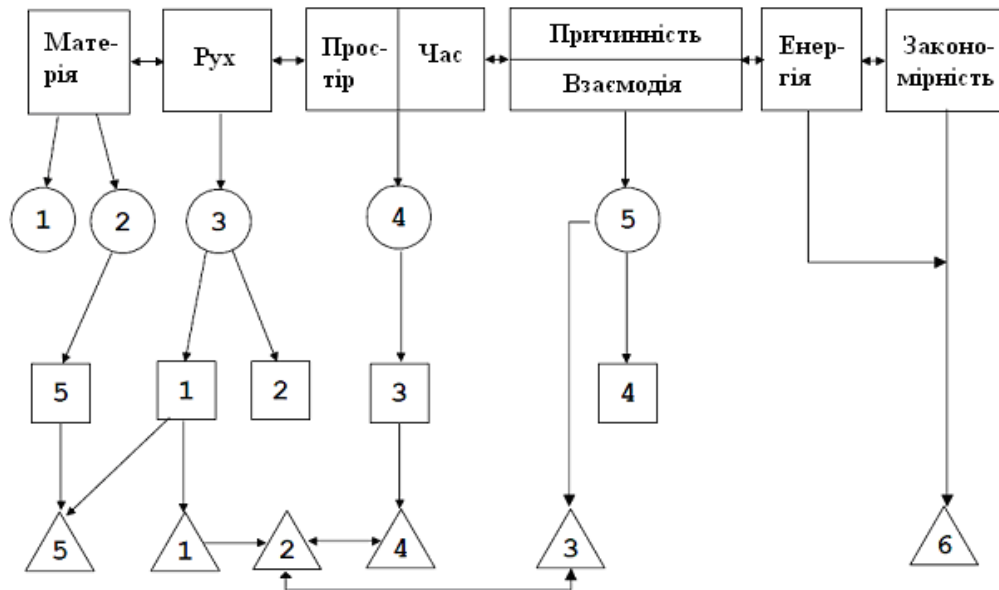 Мате-
рія
Рух
Прос-
тір
Час
Причинність
Взаємодія
Енер-
гія
Законо-
мірність
1
2
3
4
5
5
1
2
3
4
5
1
2
4
3
6